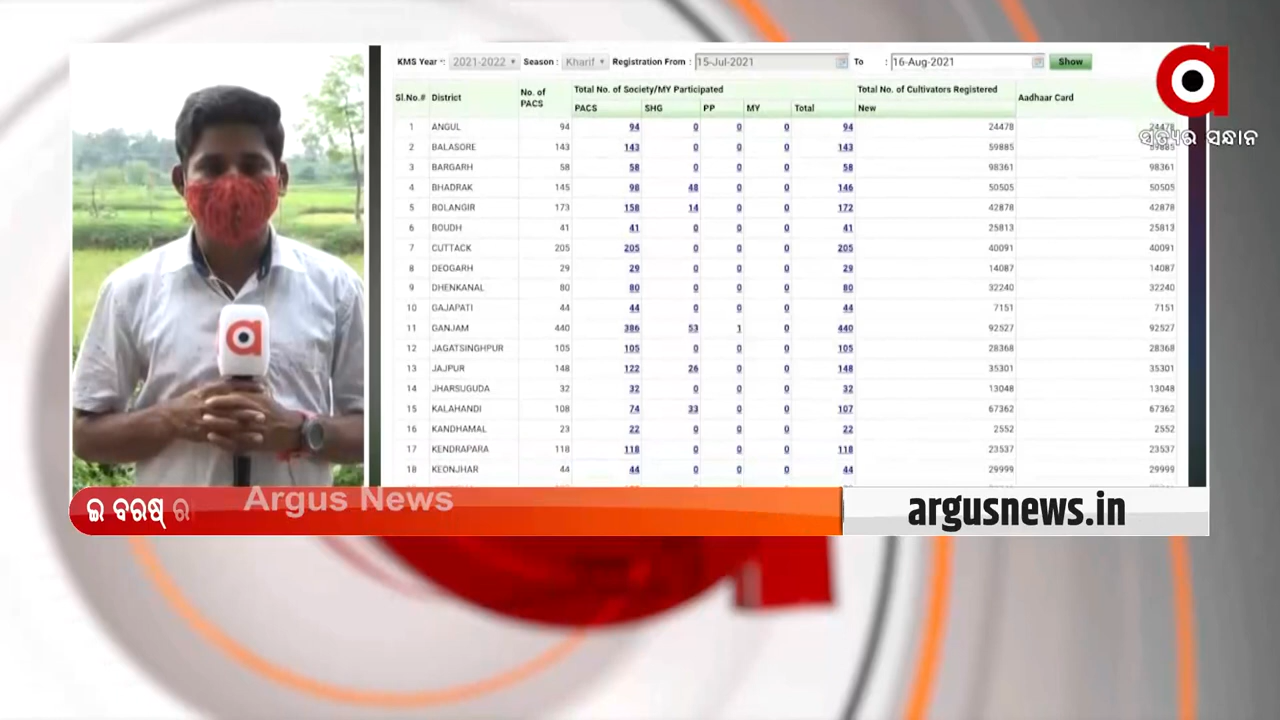 KMS Year *: 2021-2022 Season : Kharif Registration From : 15-Jul-2021 To : 16-Aug-2021 Show
Sl.No.# District No. of PACS Total No. of Society/MY Participated Total No. of Cultivators Registered Aadhaar Card
PACS SHG PP MY Total New
1 ANGUL 94 94 0 0 0 94 24478 24478
2 BALASORE 143 143 0 0 0 143 59885 59885
3 BARGARH 58 58 0 0 0 58 98361 98361
4 BHADRAK 145 98 48 0 0 146 50505 50505
5 BOLANGIR 173 158 14 0 0 172 42878 42878
6 BOUDH 41 41 0 0 0 41 25813 25813
7 CUTTACK 205 205 0 0 0 205 40091 40091
8 DEOGARH 29 29 0 0 0 29 14087 14087
9 DHENKANAL 80 80 0 0 0 80 32240 32240
10 GAJAPATI 44 44 0 0 0 44 7151 7151
11 GANJAM 440 386 53 1 0 440 92527 92527
12 JAGATSINGHPUR 105 105 0 0 0 105 28368 28368
13 JAJPUR 148 122 26 0 0 148 35301 35301
14 JHARSUGUDA 32 32 0 0 0 32 13048 13048
15 KALAHANDI 108 74 33 0 0 107 67362 67362
16 KANDHAMAL 23 22 0 0 0 22 2552 2552
17 KENDRAPARA 118 118 0 0 0 118 23537 23537
18 KEONJHAR 44 44 0 0 0 44 29999 29999
a
ସତ୍ୟର ସନ୍ଧାନ
a
ଇ ବରଷ୍ ର
Argus News
argusnews.in